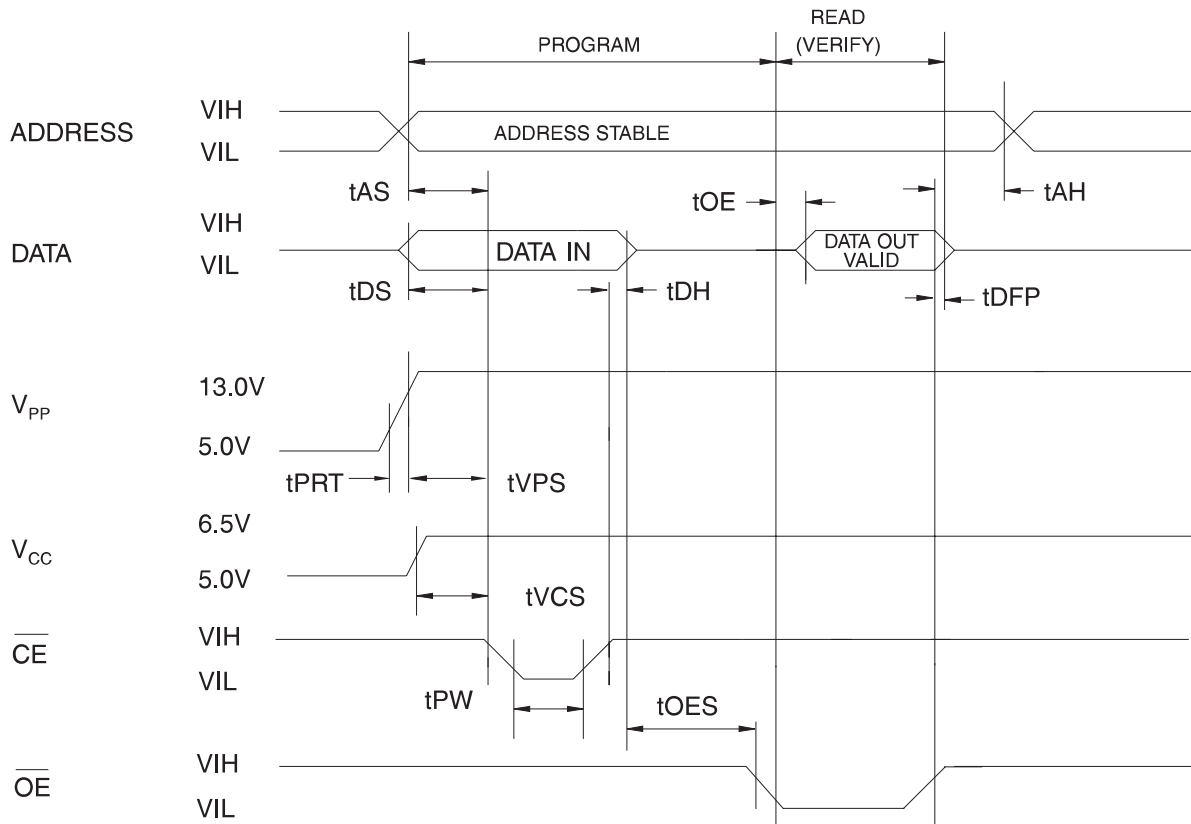 READ
(VERIFY)
PROGRAM
ADDRESS
VIH
VIL
ADDRESS STABLE
tAS
tOE
tAH
DATA
VIH
VIL
DATA IN
DATA OUT
VALID
tDS
tDH
tDFP
VPP
13.0V
5.0V
tPRT
tVPS
VCC
6.5V
5.0V
tVCS
CE
VIH
VIL
tPW
tOES
OE
VIH
VIL